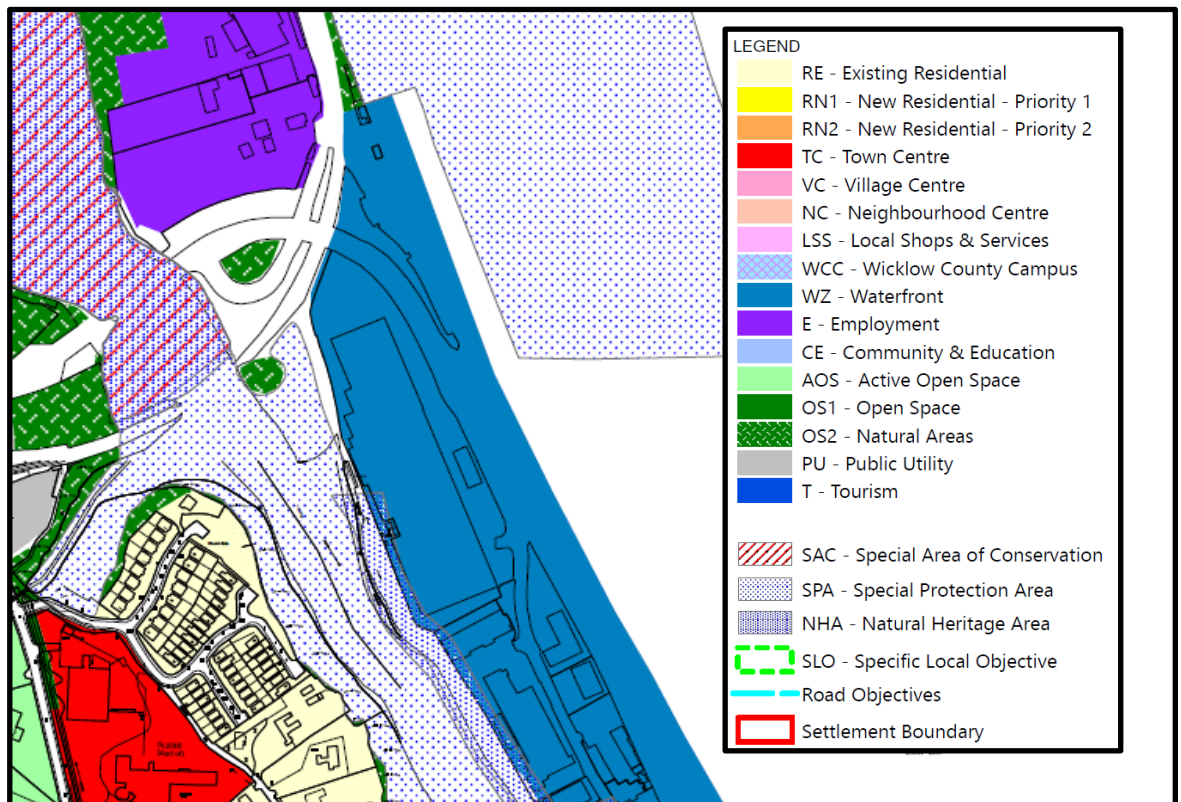 LEGEND
RE - Existing Residential
RN1 - New Residential - Priority 1
RN2 - New Residential - Priority 2
TC - Town Centre
VC - Village Centre
NC - Neighbourhood Centre
LSS - Local Shops & Services
WCC - Wicklow County Campus
WZ - Waterfront
E - Employment
CE - Community & Education
AOS - Active Open Space
OS1 - Open Space
OS2 - Natural Areas
PU - Public Utility
T - Tourism
SAC - Special Area of Conservation
SPA - Special Protection Area
NHA - Natural Heritage Area
SLO - Specific Local Objective
Road Objectives
Settlement Boundary